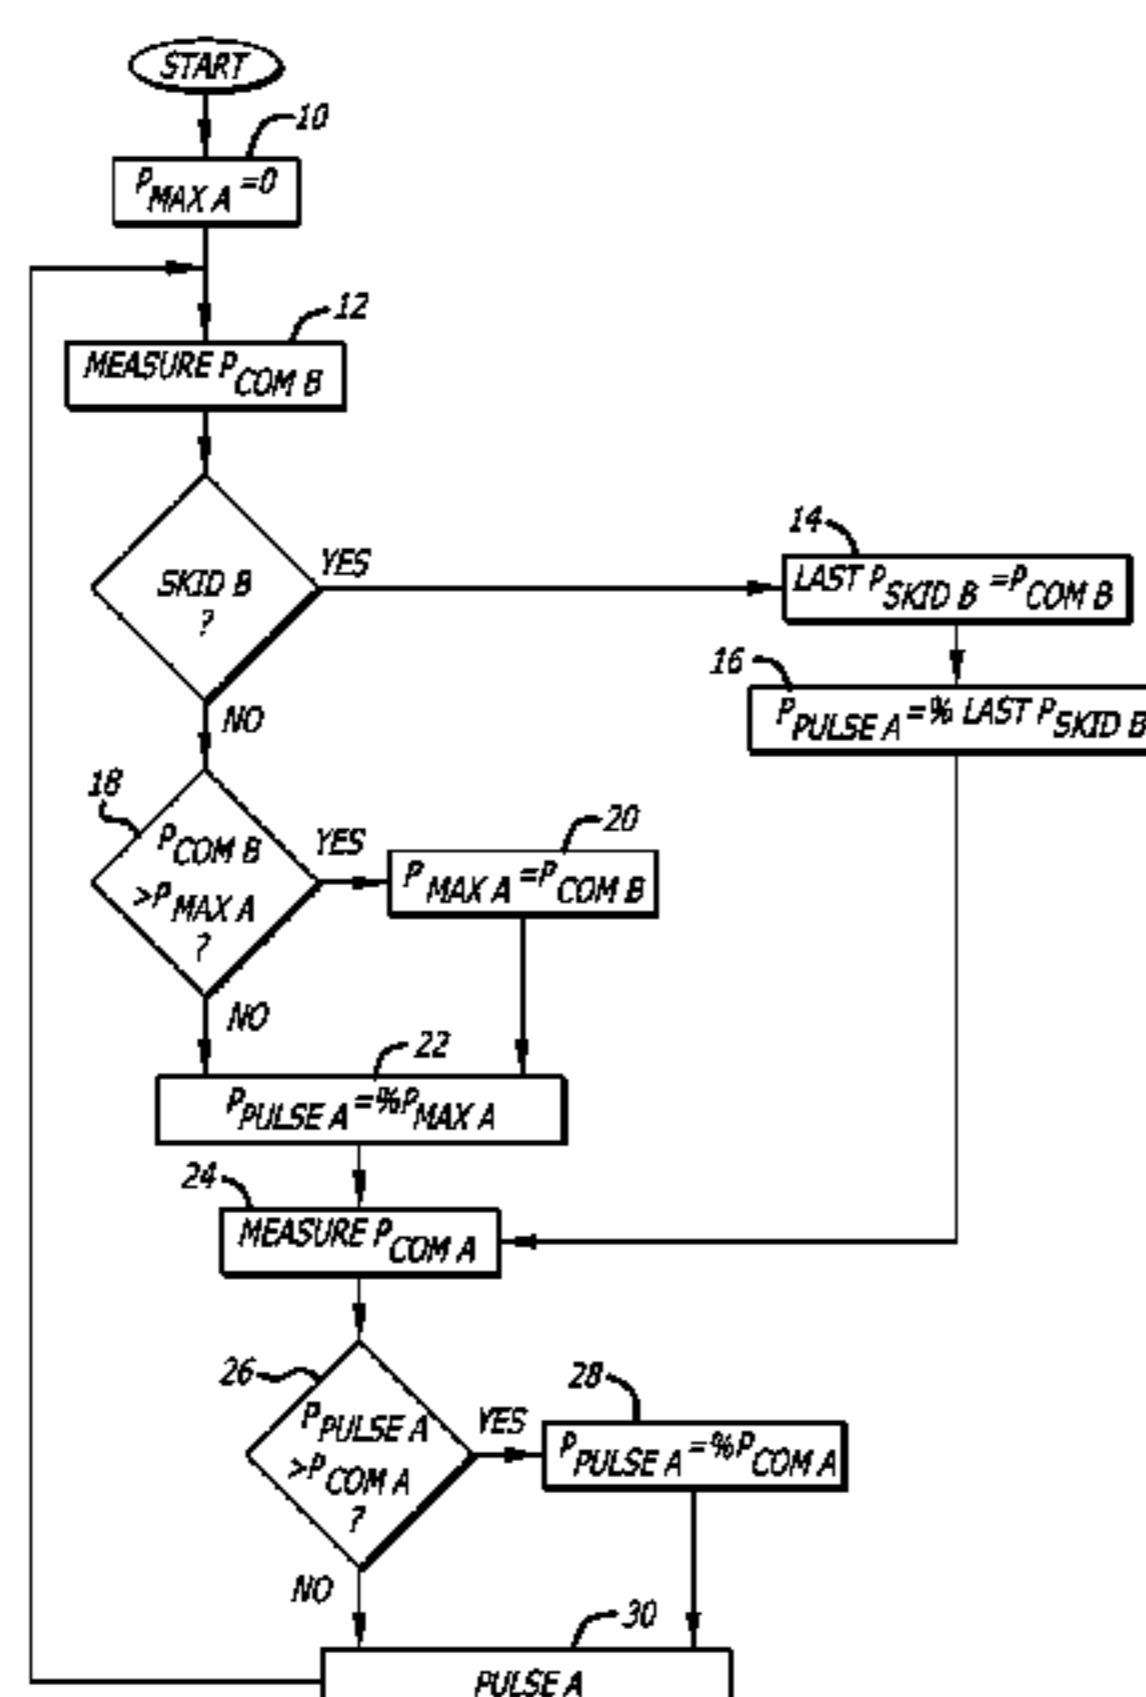 START
10
P MAX A =0
12
MEASURE P COM B
SKID B
?
YES
NO
14
LAST P SKID B =P COM B
16
P PULSE A =% LAST P SKID B
18
P COM B
>P MAX A
?
YES
NO
20
P MAX A =P COM B
22
P PULSE A =%P MAX A
24
MEASURE P COM A
26
P PULSE A
>P COM A
?
YES
NO
28
P PULSE A =%P COM A
30
PULSE A